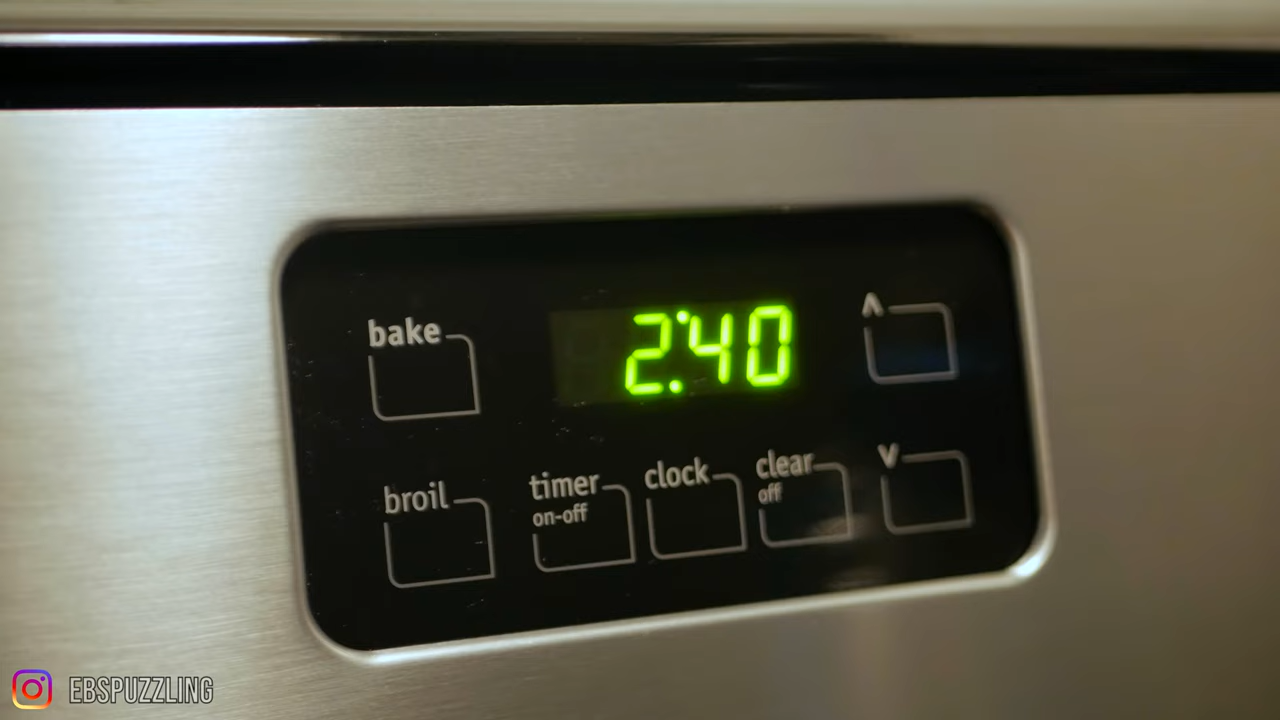 bake
2:40
^
broil
timer
on-off
clock
clear
off
v
EBSPUZZLING